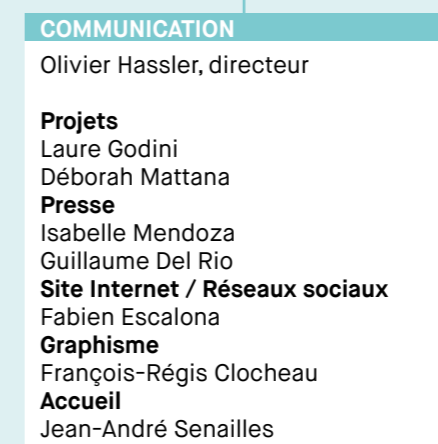 COMMUNICATION
Olivier Hassler, directeur
Projets
Laure Godini
Déborah Mattana
Presse
Isabelle Mendoza
Guillaume Del Rio
Site Internet / Réseaux sociaux
Fabien Escalona
Graphisme
François-Régis Clocheau
Accueil
Jean-André Senailles